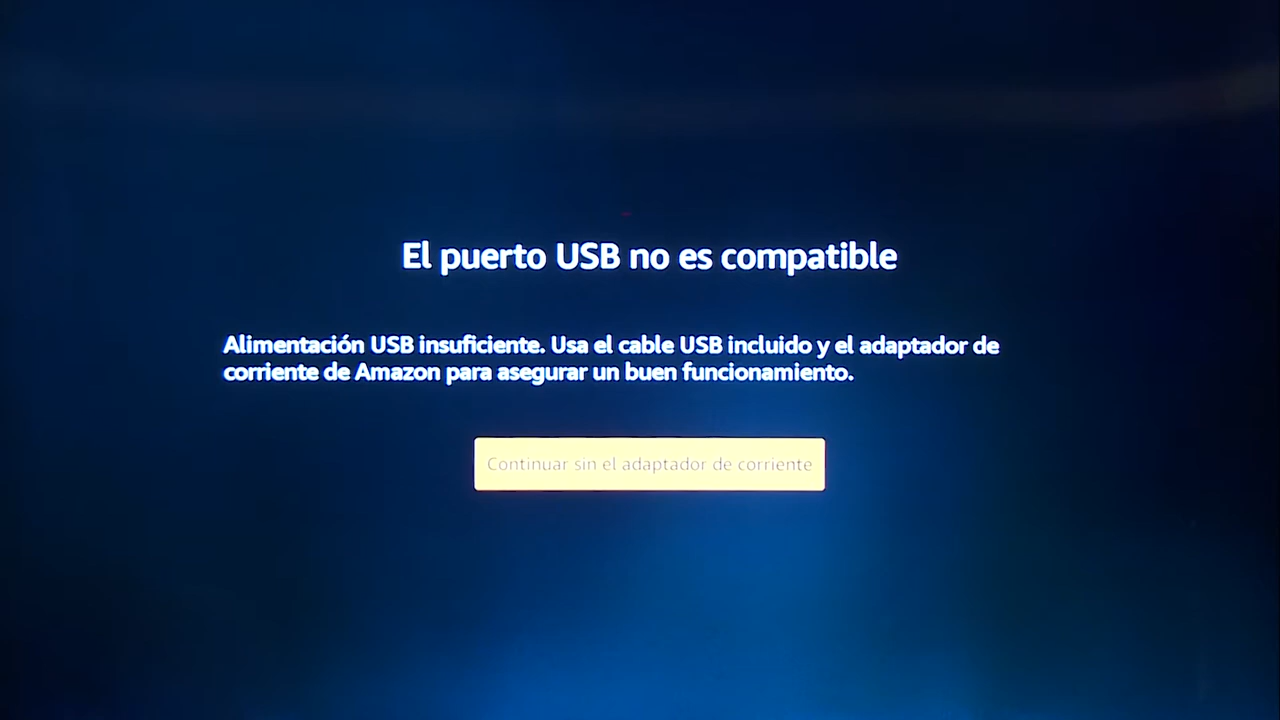 El puerto USB no es compatible
Alimentación USB insuficiente. Usa el cable USB incluido y el adaptador de
corriente de Amazon para asegurar un buen funcionamiento.
Continuar sin el adaptador de corriente